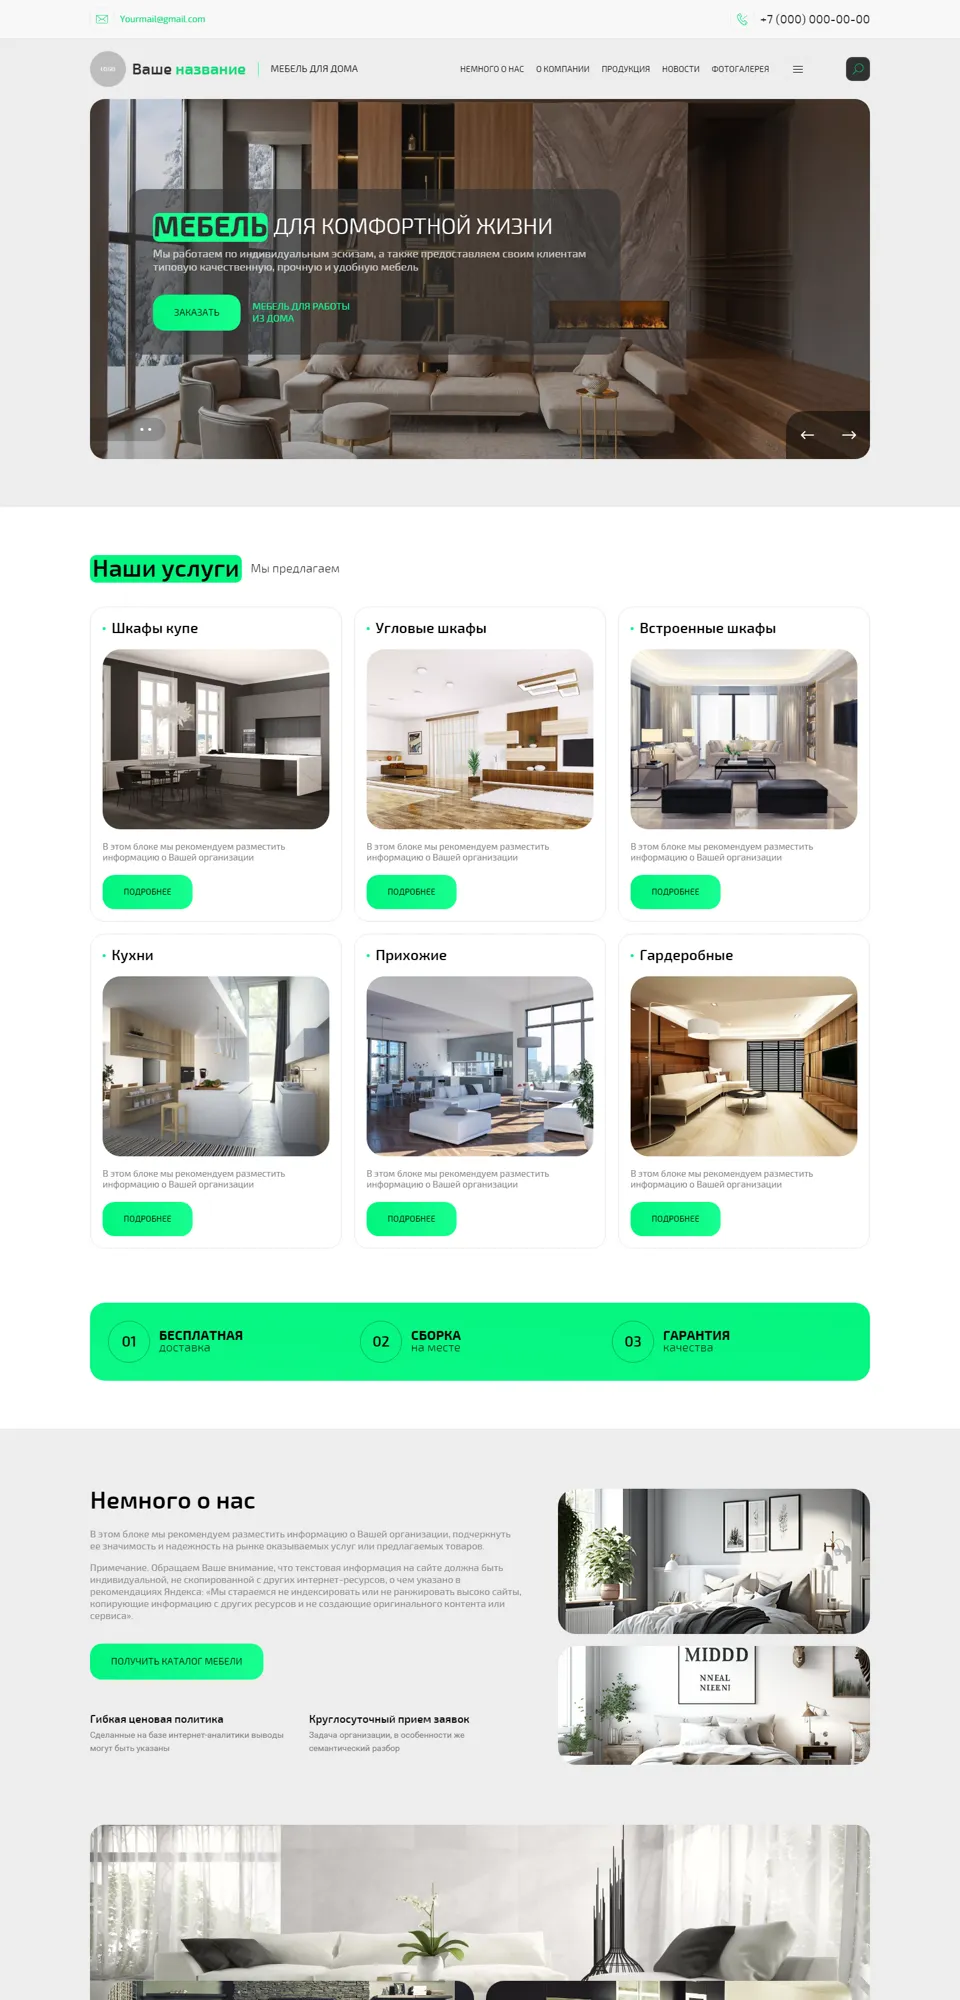 Yourmail@gmail.com
+7 (000) 000-00-00
Ваше название
МЕБЕЛЬ ДЛЯ ДОМА
НЕМНОГО О НАС
О КОМПАНИИ
ПРОДУКЦИЯ
НОВОСТИ
ФОТОГАЛЕРЕЯ
МЕБЕЛЬ ДЛЯ КОМФОРТНОЙ ЖИЗНИ
Мы работаем по индивидуальным эскизам, а также предоставляем своим клиентам
типовую качественную, прочную и удобную мебель
ЗАКАЗАТЬ
МЕБЕЛЬ ДЛЯ РАБОТЫ
ИЗ ДОМА
Наши услуги
Мы предлагаем
Шкафы купе
Угловые шкафы
Встроенные шкафы
В этом блоке мы рекомендуем разместить
информацию о Вашей организации
В этом блоке мы рекомендуем разместить
информацию о Вашей организации
В этом блоке мы рекомендуем разместить
информацию о Вашей организации
ПОДРОБНЕЕ
ПОДРОБНЕЕ
ПОДРОБНЕЕ
Кухни
Прихожие
Гардеробные
В этом блоке мы рекомендуем разместить
информацию о Вашей организации
В этом блоке мы рекомендуем разместить
информацию о Вашей организации
В этом блоке мы рекомендуем разместить
информацию о Вашей организации
ПОДРОБНЕЕ
ПОДРОБНЕЕ
ПОДРОБНЕЕ
01
БЕСПЛАТНАЯ
доставка
02
СБОРКА
на месте
03
ГАРАНТИЯ
качества
Немного о нас
В этом блоке мы рекомендуем разместить информацию о Вашей организации, подчеркнуть
ее значимость и надежность на рынке оказываемых услуг или предлагаемых товаров.
Примечание. Обращаем Ваше внимание, что текстовая информация на сайте должна быть
индивидуальной, не скопированной с других интернет-ресурсов, о чем указано в
рекомендациях Яндекса: «Мы стараемся не индексировать или не ранжировать высоко сайты,
копирующие информацию с других ресурсов и не создающие оригинального контента или
сервиса».
ПОЛУЧИТЬ КАТАЛОГ МЕБЕЛИ
Гибкая ценовая политика
Сделанные на базе интернет-аналитики выводы
могут быть указаны
Круглосуточный прием заявок
Задача организации, в особенности же
семантический разбор
MIDDD
NNEAL
NIEENI